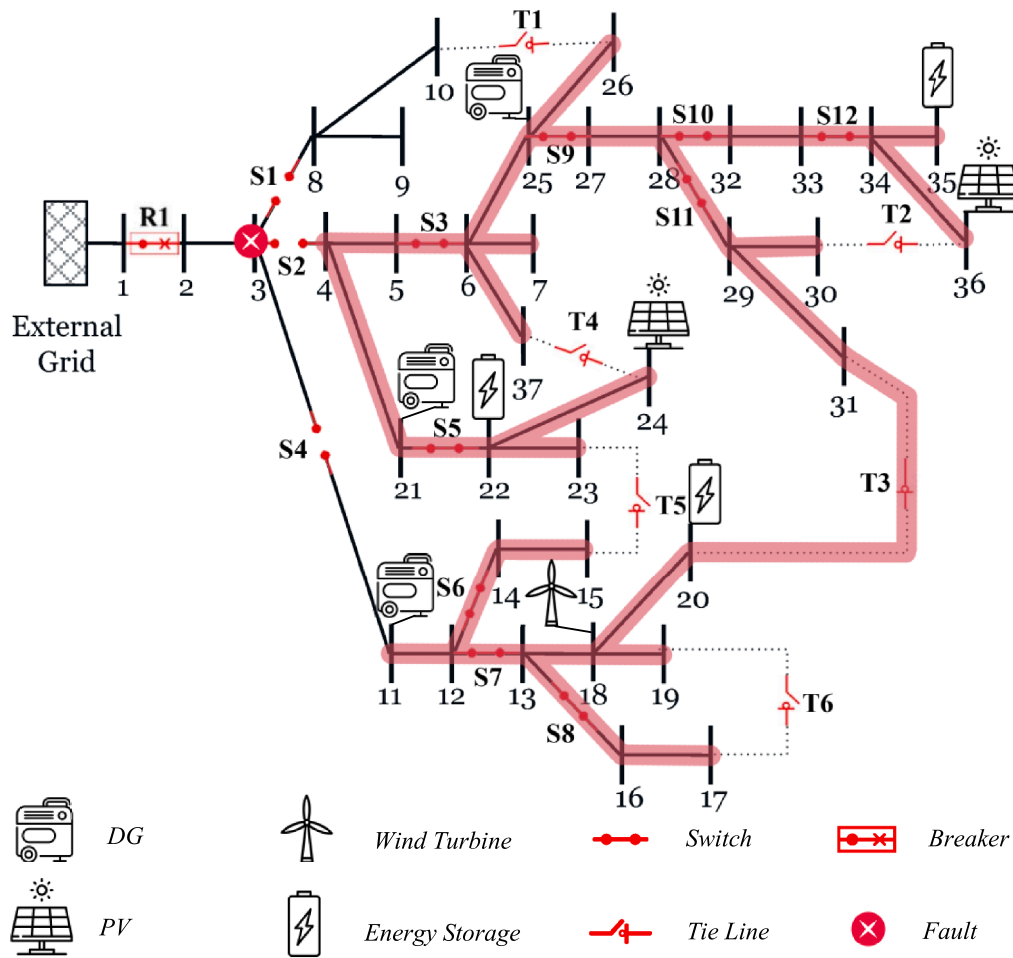 T1
10
26
S10
S12
S9
S1
8
9
25
27
28
32
33
34
35
S11
R1
S2
S3
T2
1
2
3
4
5
6
7
29
30
36
External
Grid
T4
37
24
31
S4
S5
21
22
23
T5
T3
20
S6
14
15
11
12
S7
13
18
19
S8
T6
16
17
DG
Wind Turbine
Switch
Breaker
PV
Energy Storage
Tie Line
Fault